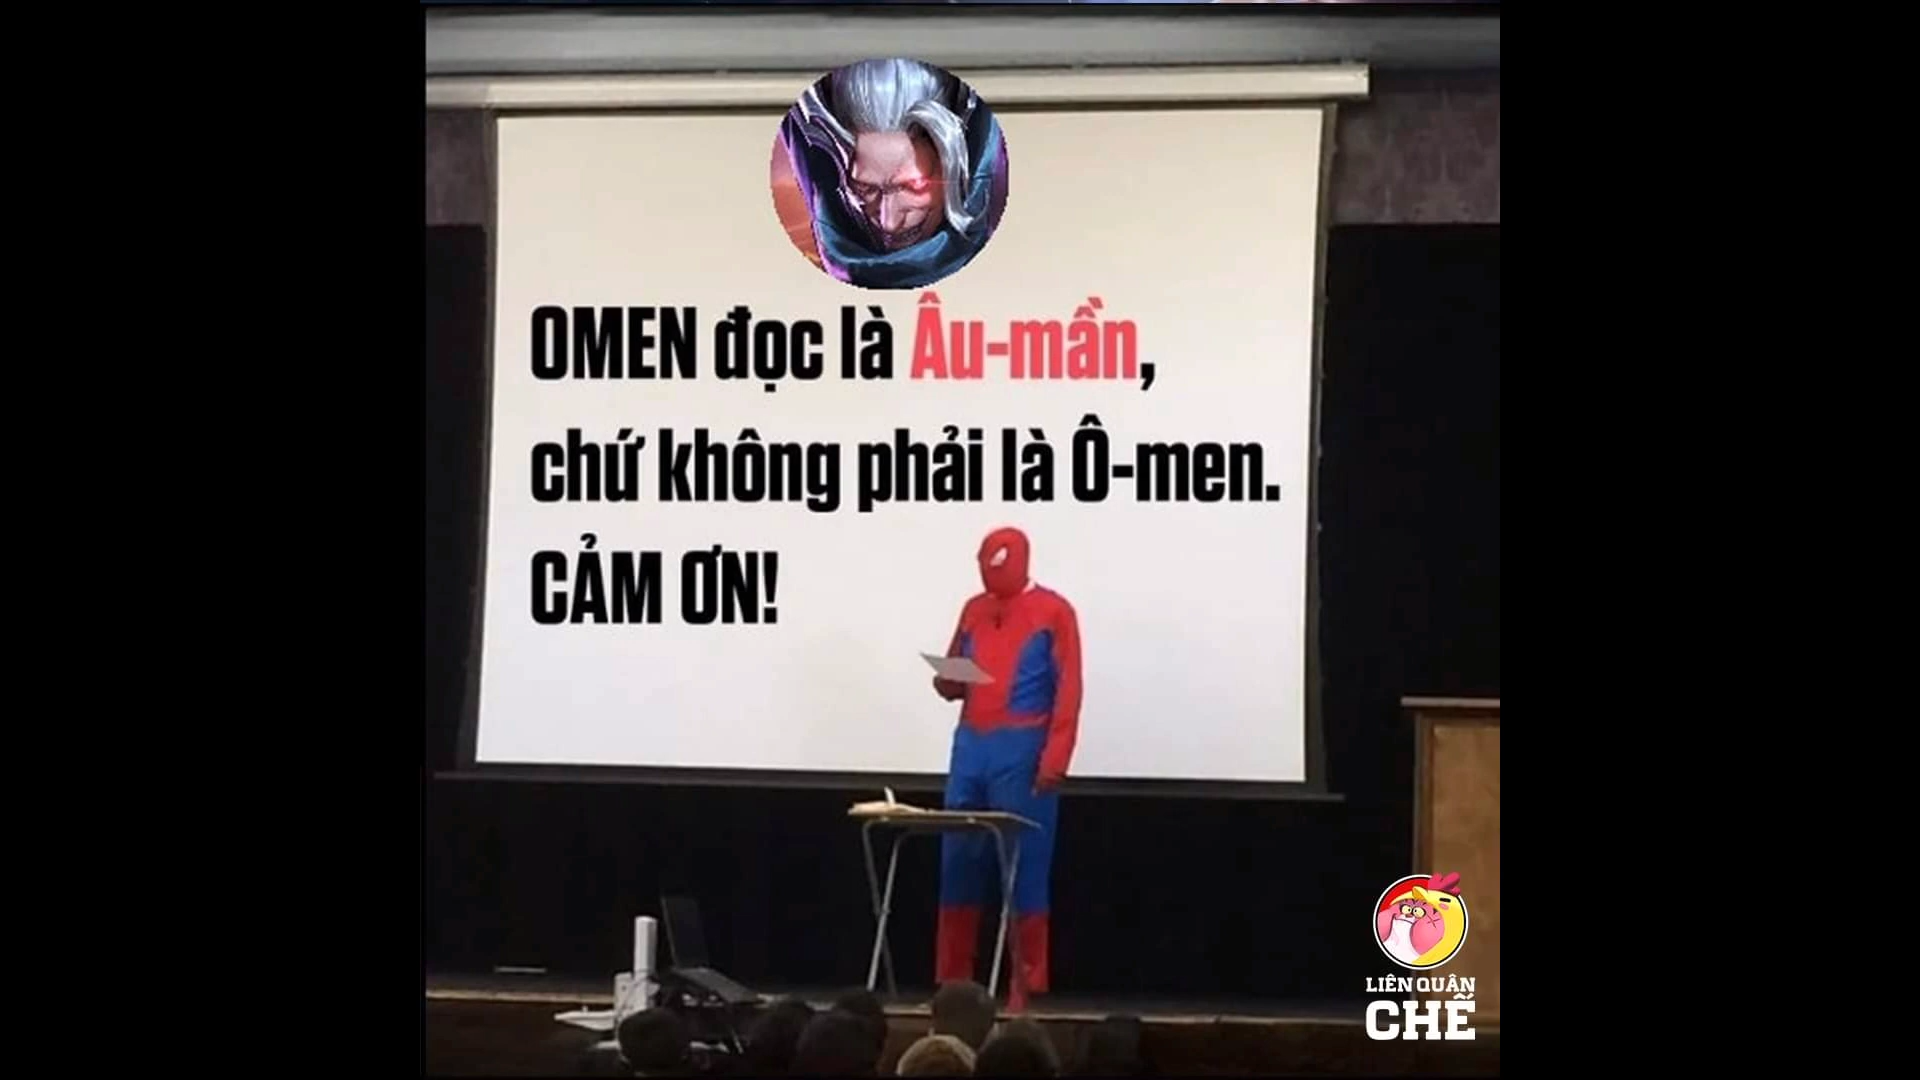 OMEN đọc là Âu-mần,
chứ không phải là Ô-men.
CẢM ƠN!
LIÊN QUÂN
CHẾ